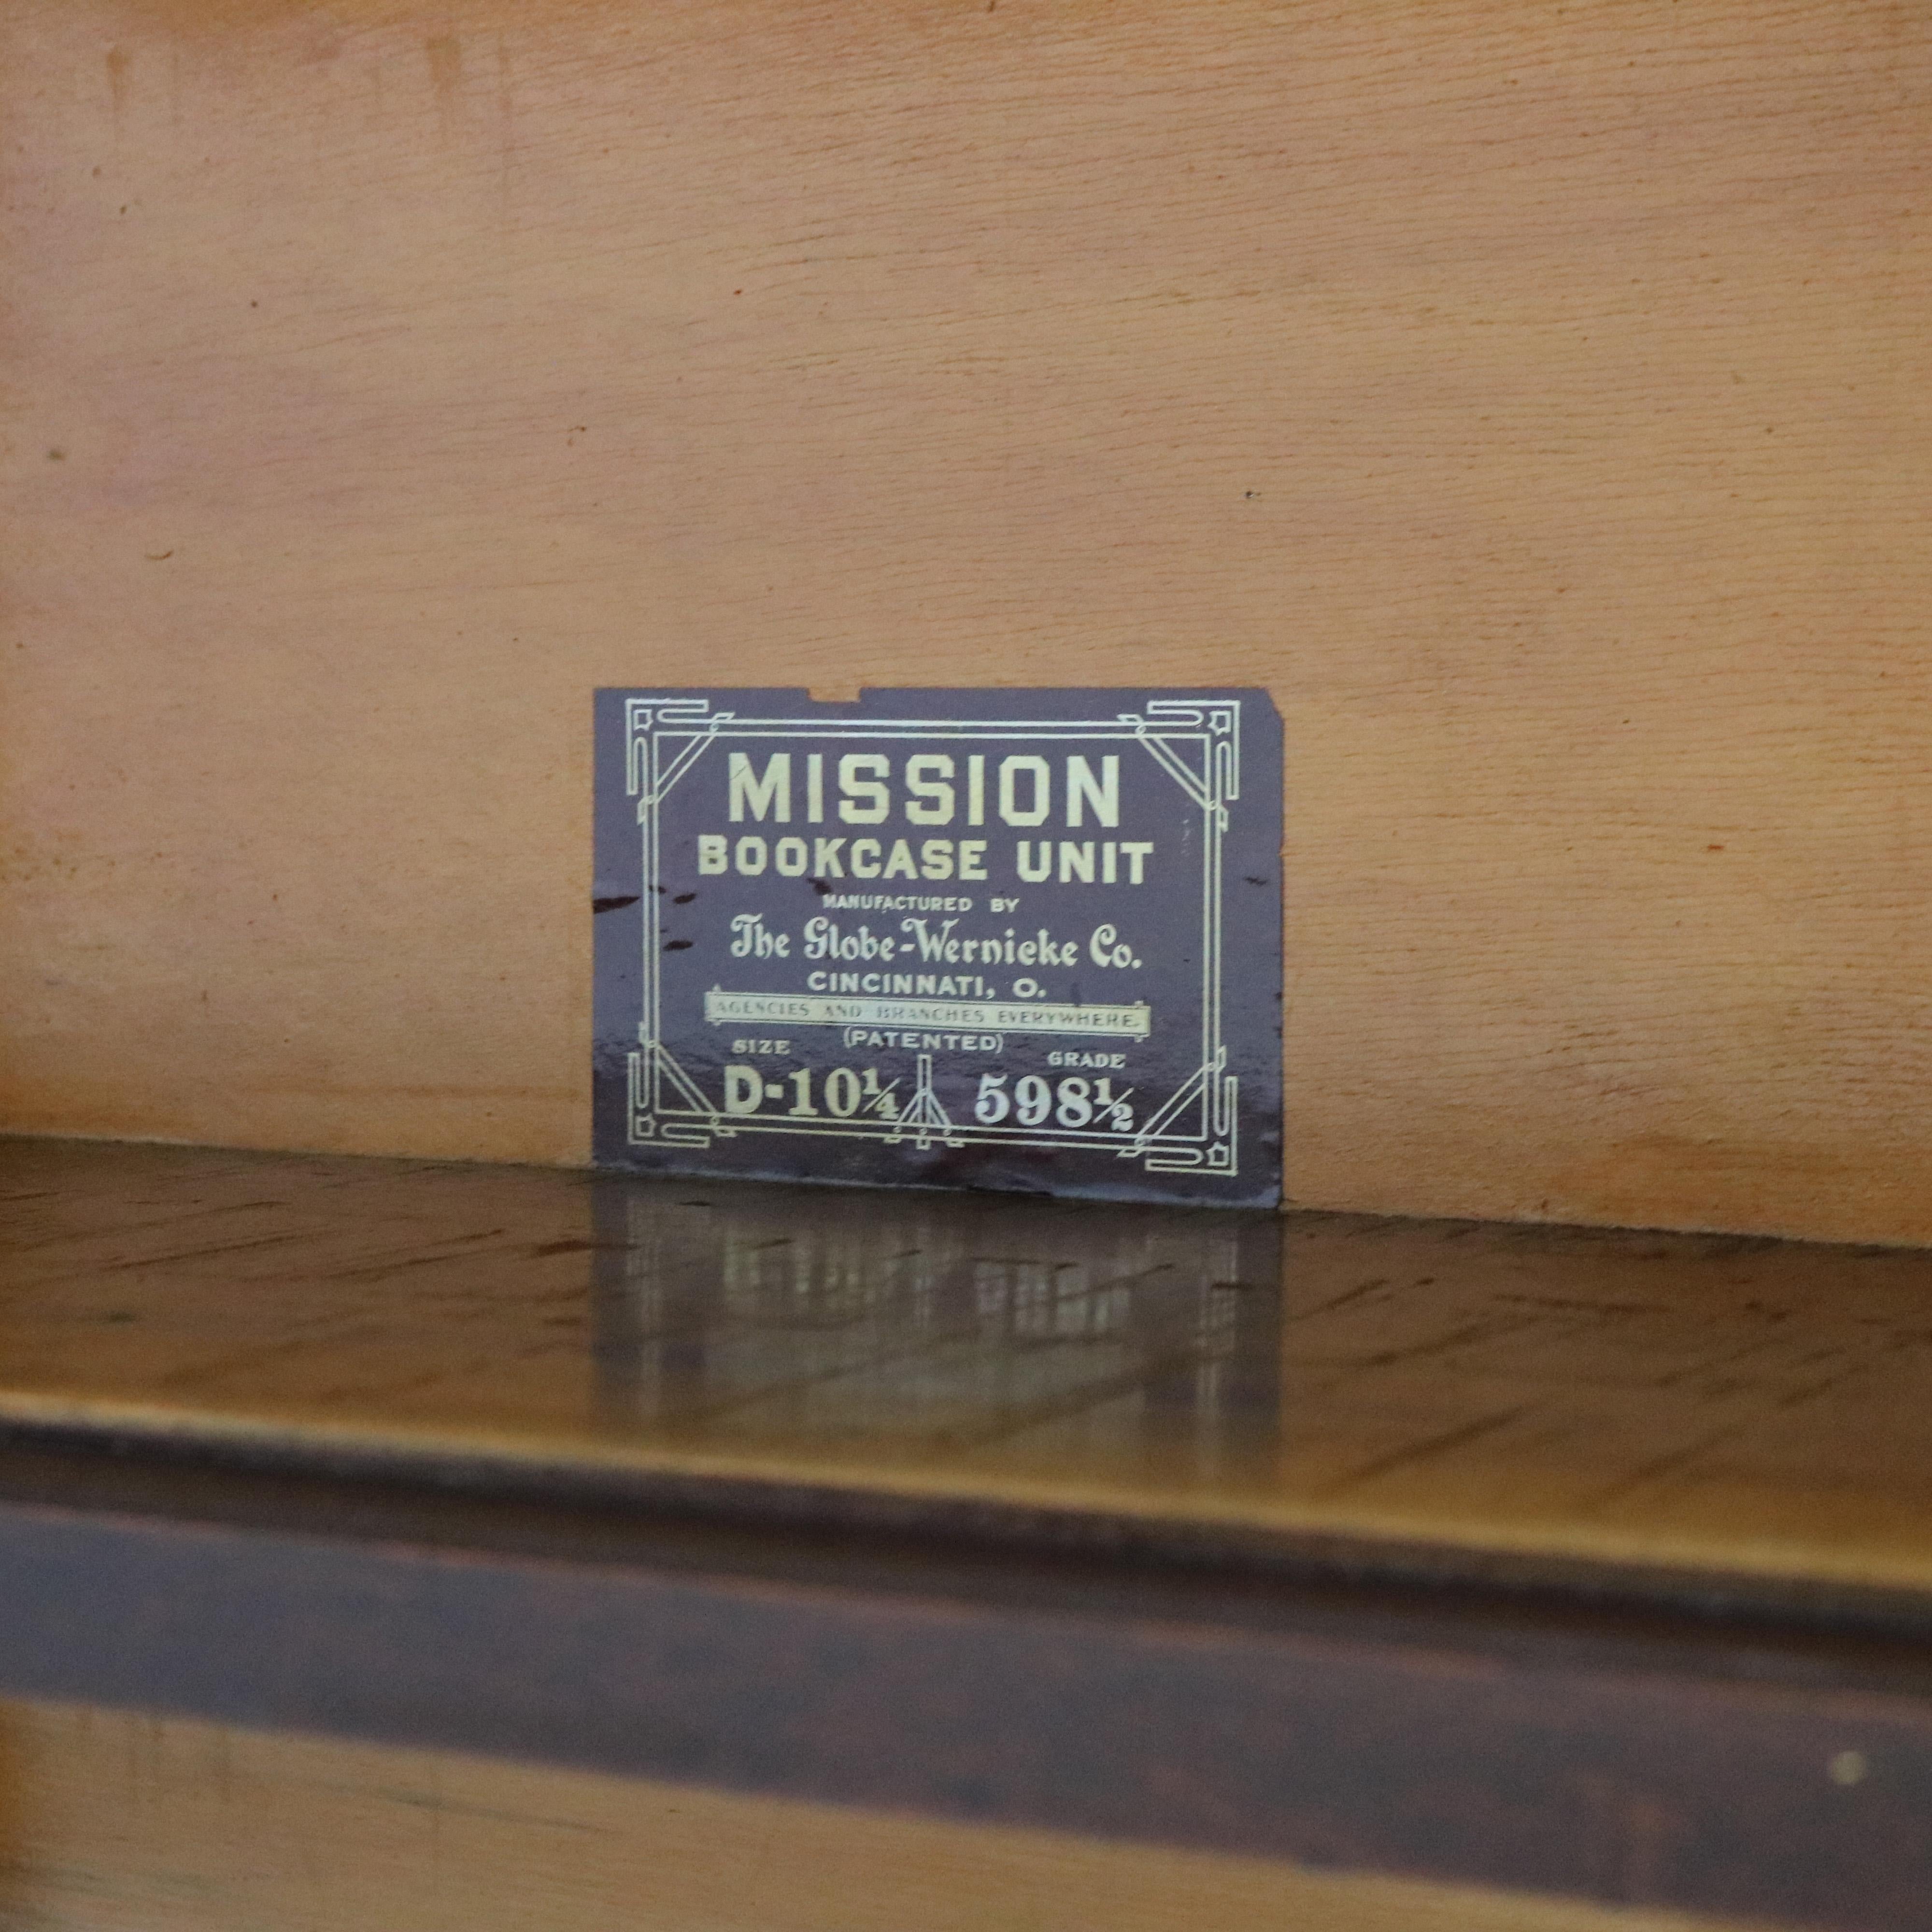 MISSION
BOOKCASE UNIT
MANUFACTURED BY
The Globe-Wernicke Co.
CINCINNATI, O.
AGENCIES AND BRANCHES EVERYWHERE.
(PATENTED)
SIZE GRADE
D-10¼ 598½